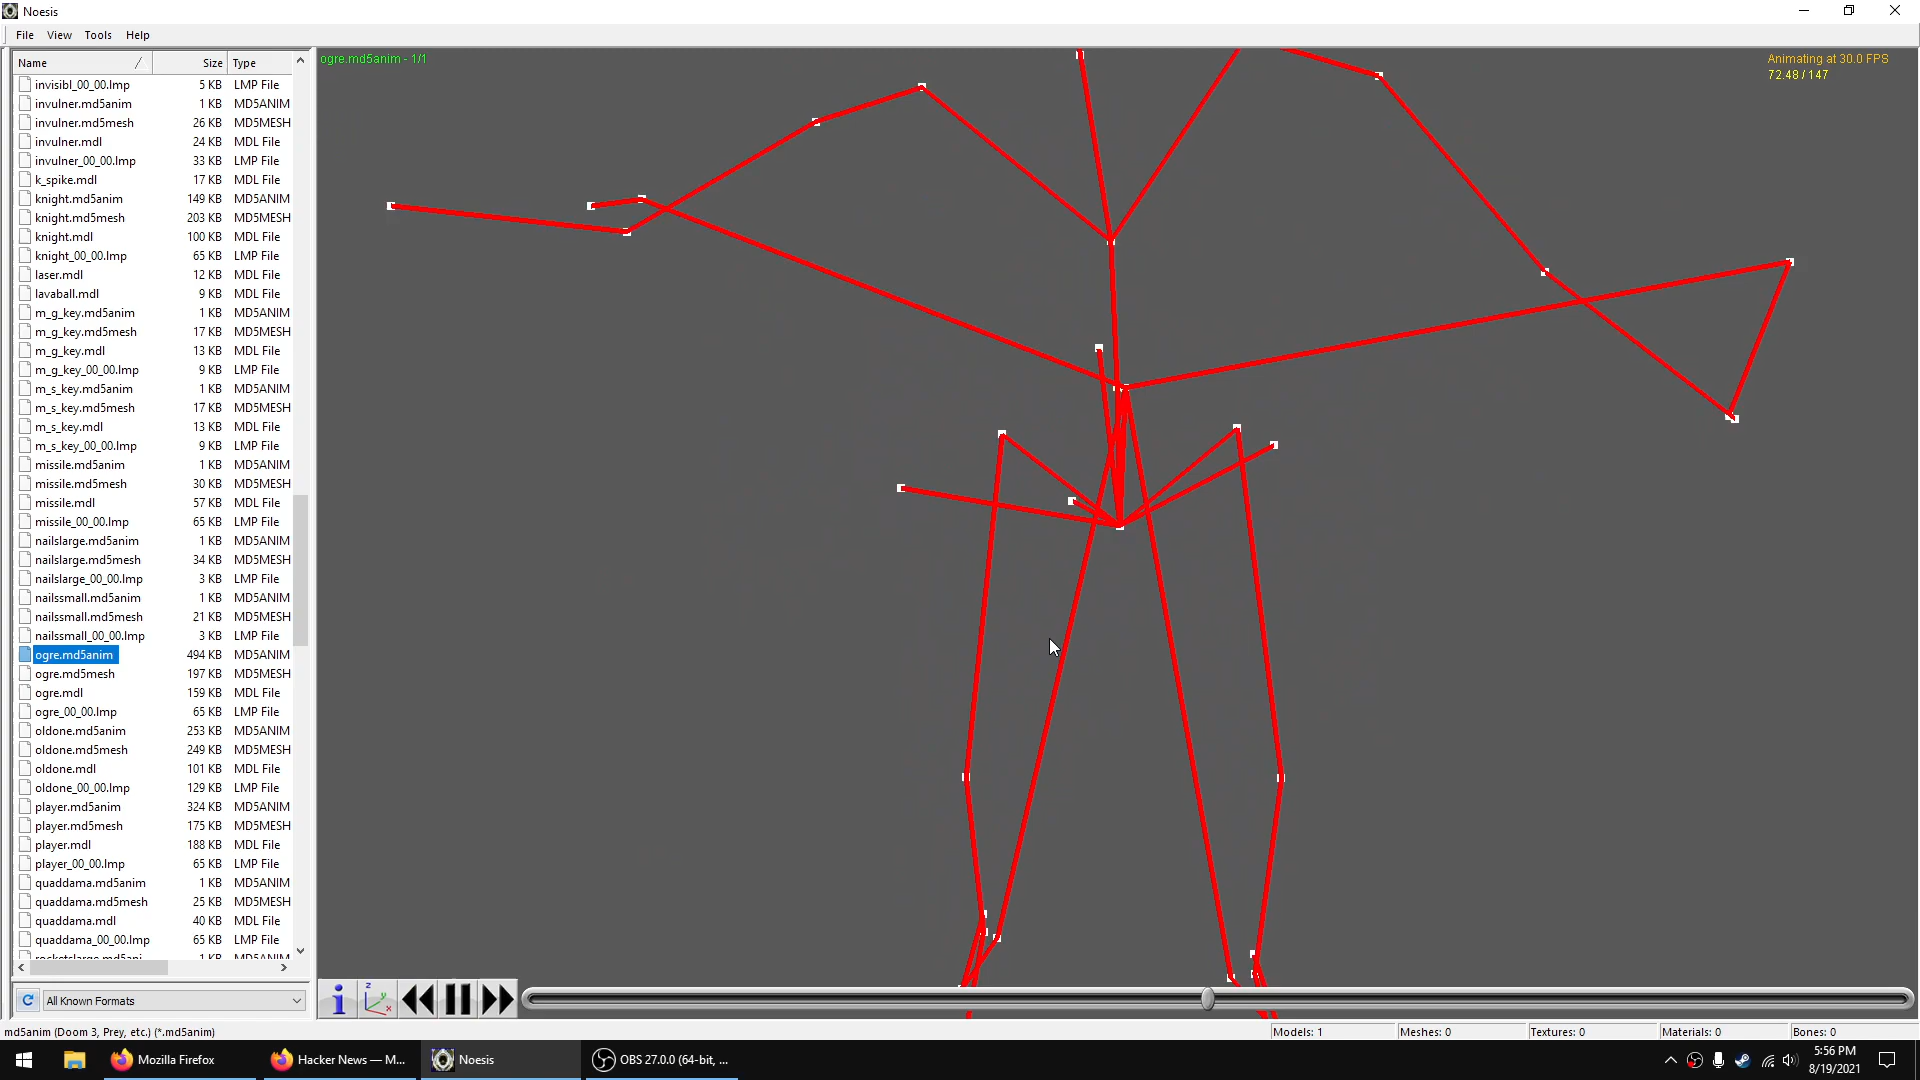 Noesis
File View Tools Help
Name Size Type
invisibl_00_00.lmp 5 KB LMP File
invulner.md5anim 1 KB MD5ANIM
invulner.md5mesh 26 KB MD5MESH
invulner.mdl 24 KB MDL File
invulner_00_00.lmp 33 KB LMP File
k_spike.mdl 17 KB MDL File
knight.md5anim 149 KB MD5ANIM
knight.md5mesh 203 KB MD5MESH
knight.mdl 100 KB MDL File
knight_00_00.lmp 65 KB LMP File
laser.mdl 12 KB MDL File
lavaball.mdl 9 KB MDL File
m_g_key.md5anim 1 KB MD5ANIM
m_g_key.md5mesh 17 KB MD5MESH
m_g_key.mdl 13 KB MDL File
m_g_key_00_00.lmp 9 KB LMP File
m_s_key.md5anim 1 KB MD5ANIM
m_s_key.md5mesh 17 KB MD5MESH
m_s_key.mdl 13 KB MDL File
m_s_key_00_00.lmp 9 KB LMP File
missile.md5anim 1 KB MD5ANIM
missile.md5mesh 30 KB MD5MESH
missile.mdl 57 KB MDL File
missile_00_00.lmp 65 KB LMP File
nailslarge.md5anim 1 KB MD5ANIM
nailslarge.md5mesh 34 KB MD5MESH
nailslarge_00_00.lmp 3 KB LMP File
nailssmall.md5anim 1 KB MD5ANIM
nailssmall.md5mesh 21 KB MD5MESH
nailssmall_00_00.lmp 3 KB LMP File
ogre.md5anim 494 KB MD5ANIM
ogre.md5mesh 197 KB MD5MESH
ogre.mdl 159 KB MDL File
ogre_00_00.lmp 65 KB LMP File
oldone.md5anim 253 KB MD5ANIM
oldone.md5mesh 249 KB MD5MESH
oldone.mdl 101 KB MDL File
oldone_00_00.lmp 129 KB LMP File
player.md5anim 324 KB MD5ANIM
player.md5mesh 175 KB MD5MESH
player.mdl 188 KB MDL File
player_00_00.lmp 65 KB LMP File
quaddama.md5anim 1 KB MD5ANIM
quaddama.md5mesh 25 KB MD5MESH
quaddama.mdl 40 KB MDL File
quaddama_00_00.lmp 65 KB LMP File
All Known Formats
ogre.md5anim - 1/1
Animating at 30.0 FPS
72.48 / 147
z y x
md5anim (Doom 3, Prey, etc.) (*.md5anim) Models: 1 Meshes: 0 Textures: 0 Materials: 0 Bones: 0
Mozilla Firefox Hacker News — M... Noesis OBS 27.0.0 (64-bit, ... 5:56 PM
8/19/2021